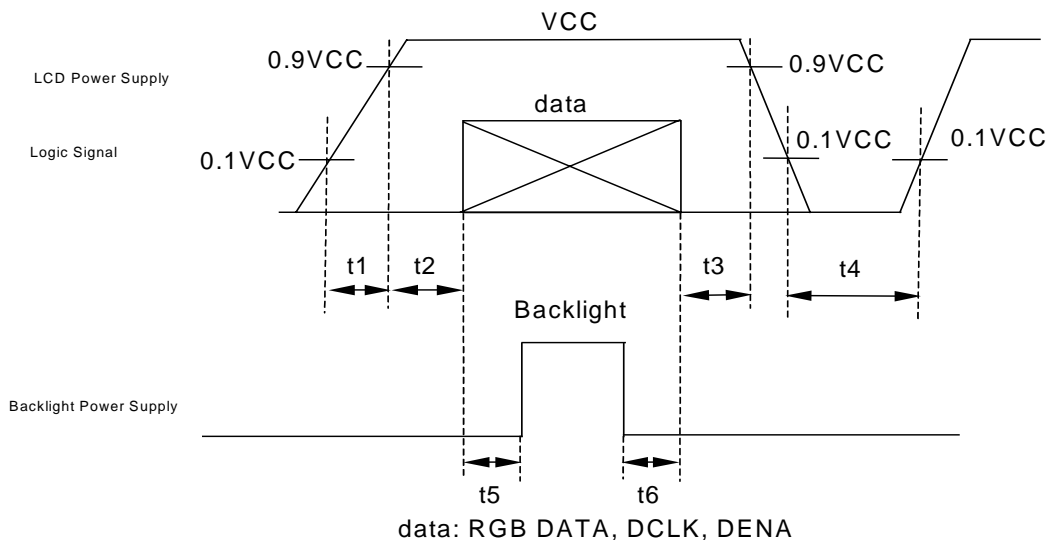 VCC
0.9VCC
0.9VCC
LCD Power Supply
data
Logic Signal
0.1VCC
0.1VCC
0.1VCC
t1
t2
t3
t4
Backlight
Backlight Power Supply
t5
t6
data: RGB DATA, DCLK, DENA